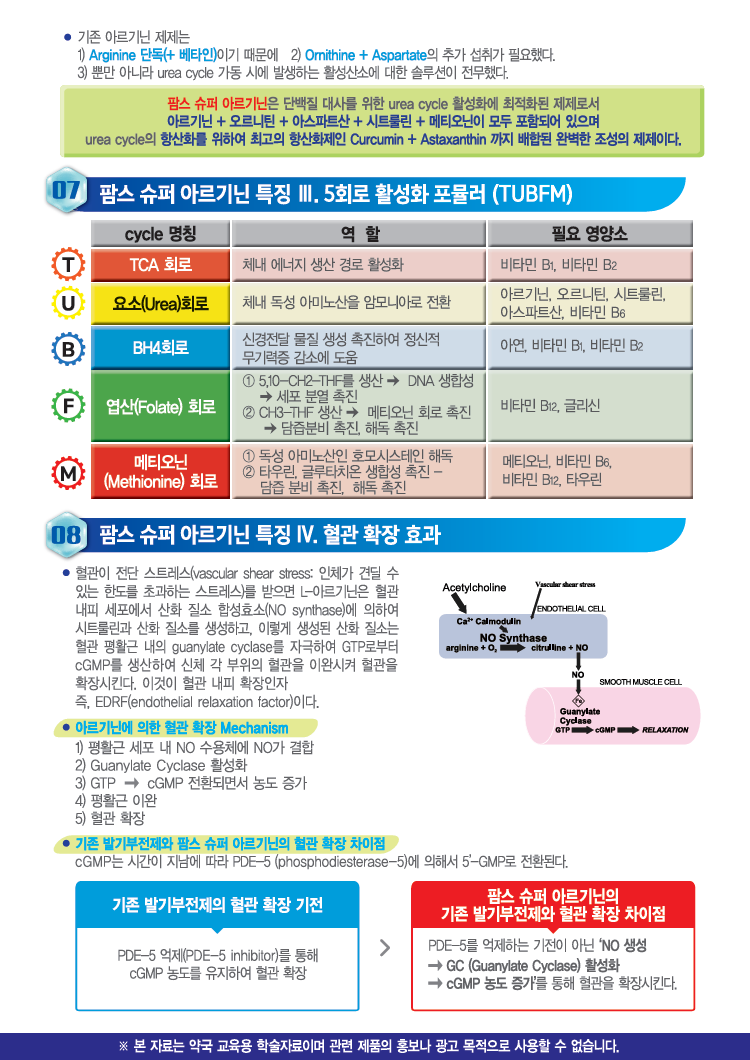 • 기존 아르기닌 제제는
1) Arginine 단독(+ 베타인)이기 때문에 2) Ornithine + Aspartate의 추가 섭취가 필요했다.
3) 뿐만 아니라 urea cycle 가동 시에 발생하는 활성산소에 대한 솔루션이 전무했다.
팜스 슈퍼 아르기닌은 단백질 대사를 위한 urea cycle 활성화에 최적화된 제제로서
아르기닌 + 오르니틴 + 아스파트산 + 시트룰린 + 메티오닌이 모두 포함되어 있으며
urea cycle의 항산화를 위하여 최고의 항산화제인 Curcumin + Astaxanthin 까지 배합된 완벽한 조성의 제제이다.
07 팜스 슈퍼 아르기닌 특징 Ⅲ. 5회로 활성화 포뮬러 (TUBFM)
cycle 명칭 역 할 필요 영양소
T TCA 회로 체내 에너지 생산 경로 활성화 비타민 B1, 비타민 B2
U 요소(Urea)회로 체내 독성 아미노산을 암모니아로 전환 아르기닌, 오르니틴, 시트룰린,
아스파트산, 비타민 B6
B BH4회로 신경전달 물질 생성 촉진하여 정신적 아연, 비타민 B1, 비타민 B2
무기력증 감소에 도움
F 엽산(Folate) 회로 ① 5,10-CH2-THF를 생산 ➔ DNA 생합성 비타민 B12, 글리신
➔ 세포 분열 촉진
② CH3-THF 생산 ➔ 메티오닌 회로 촉진
➔ 담즙분비 촉진, 해독 촉진
M 메티오닌 ① 독성 아미노산인 호모시스테인 해독 메티오닌, 비타민 B6,
(Methionine) 회로 ② 타우린, 글루타치온 생합성 촉진 - 비타민 B12, 타우린
담즙 분비 촉진, 해독 촉진
08 팜스 슈퍼 아르기닌 특징 Ⅳ. 혈관 확장 효과
• 혈관이 전단 스트레스(vascular shear stress: 인체가 견딜 수
있는 한도를 초과하는 스트레스)를 받으면 L-아르기닌은 혈관
내피 세포에서 산화 질소 합성효소(NO synthase)에 의하여
시트룰린과 산화 질소를 생성하고, 이렇게 생성된 산화 질소는
혈관 평활근 내의 guanylate cyclase를 자극하여 GTP로부터
cGMP를 생산하여 신체 각 부위의 혈관을 이완시켜 혈관을
확장시킨다. 이것이 혈관 내피 확장인자
즉, EDRF(endothelial relaxation factor)이다.
Acetylcholine Vascular shear stress
ENDOTHELIAL CELL
Ca2+ Calmodulin
NO Synthase
arginine + O2 citrulline + NO
NO
SMOOTH MUSCLE CELL
Fe
Guanylate
Cyclase
GTP cGMP RELAXATION
• 아르기닌에 의한 혈관 확장 Mechanism
1) 평활근 세포 내 NO 수용체에 NO가 결합
2) Guanylate Cyclase 활성화
3) GTP ➔ cGMP 전환되면서 농도 증가
4) 평활근 이완
5) 혈관 확장
• 기존 발기부전제와 팜스 슈퍼 아르기닌의 혈관 확장 차이점
cGMP는 시간이 지남에 따라 PDE-5 (phosphodiesterase-5)에 의해서 5'-GMP로 전환된다.
기존 발기부전제의 혈관 확장 기전
PDE-5 억제(PDE-5 inhibitor)를 통해
cGMP 농도를 유지하여 혈관 확장
>
팜스 슈퍼 아르기닌의
기존 발기부전제와 혈관 확장 차이점
PDE-5를 억제하는 기전이 아닌 'NO 생성
➔ GC (Guanylate Cyclase) 활성화
➔ cGMP 농도 증가'를 통해 혈관을 확장시킨다.
※ 본 자료는 약국 교육용 학술자료이며 관련 제품의 홍보나 광고 목적으로 사용할 수 없습니다.